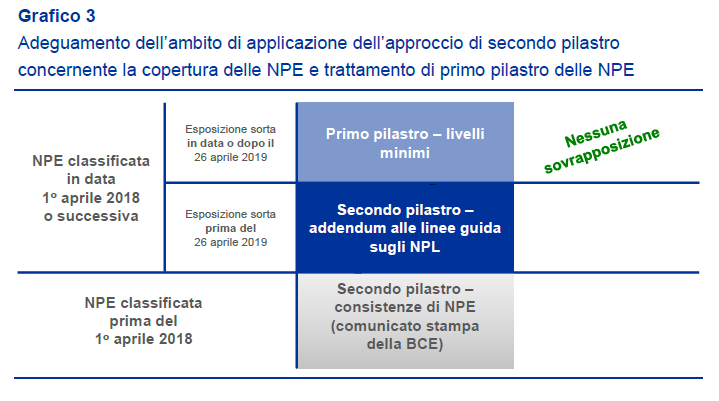 Grafico 3
Adeguamento dell’ambito di applicazione dell’approccio di secondo pilastro
concernente la copertura delle NPE e trattamento di primo pilastro delle NPE
NPE classificata
in data
1º aprile 2018
o successiva
Esposizione sorta
in data o dopo il
26 aprile 2019
Primo pilastro – livelli
minimi
Nessuna
sovrapposizione
Esposizione sorta
prima del
26 aprile 2019
Secondo pilastro –
addendum alle linee guida
sugli NPL
NPE classificata
prima del
1º aprile 2018
Secondo pilastro –
consistenze di NPE
(comunicato stampa
della BCE)